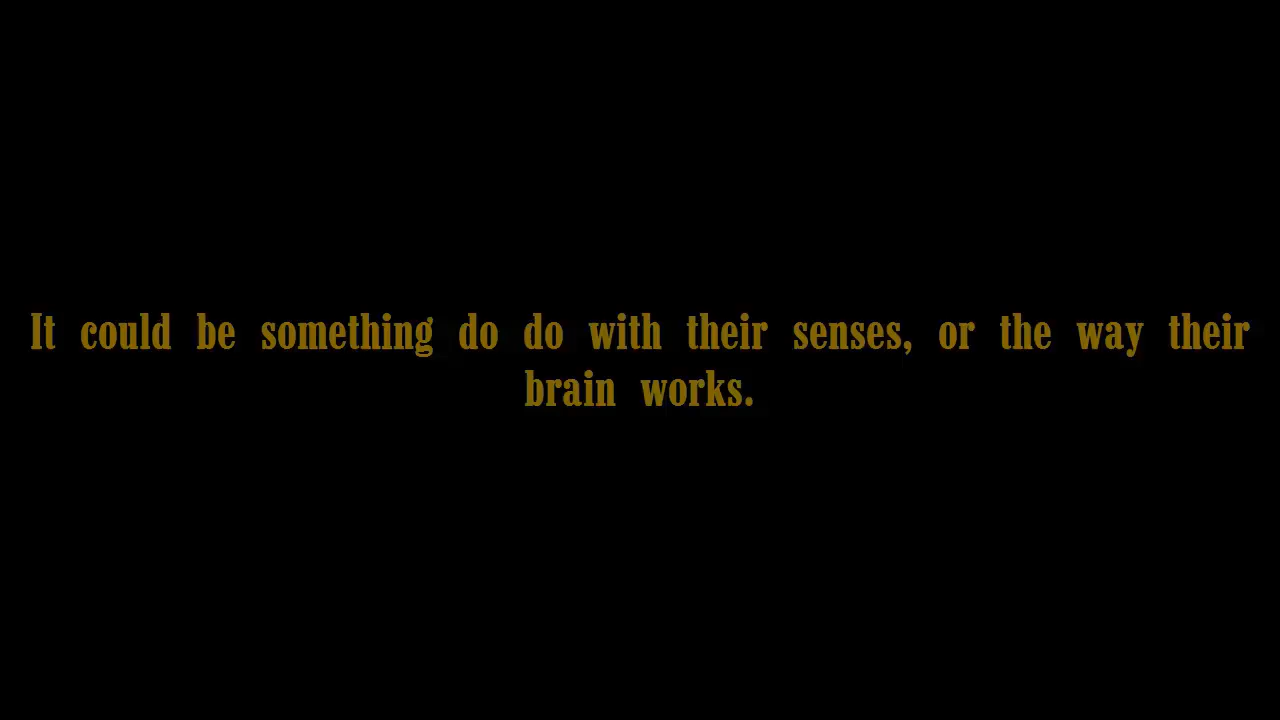 It could be something do do with their senses, or the way their
brain works.